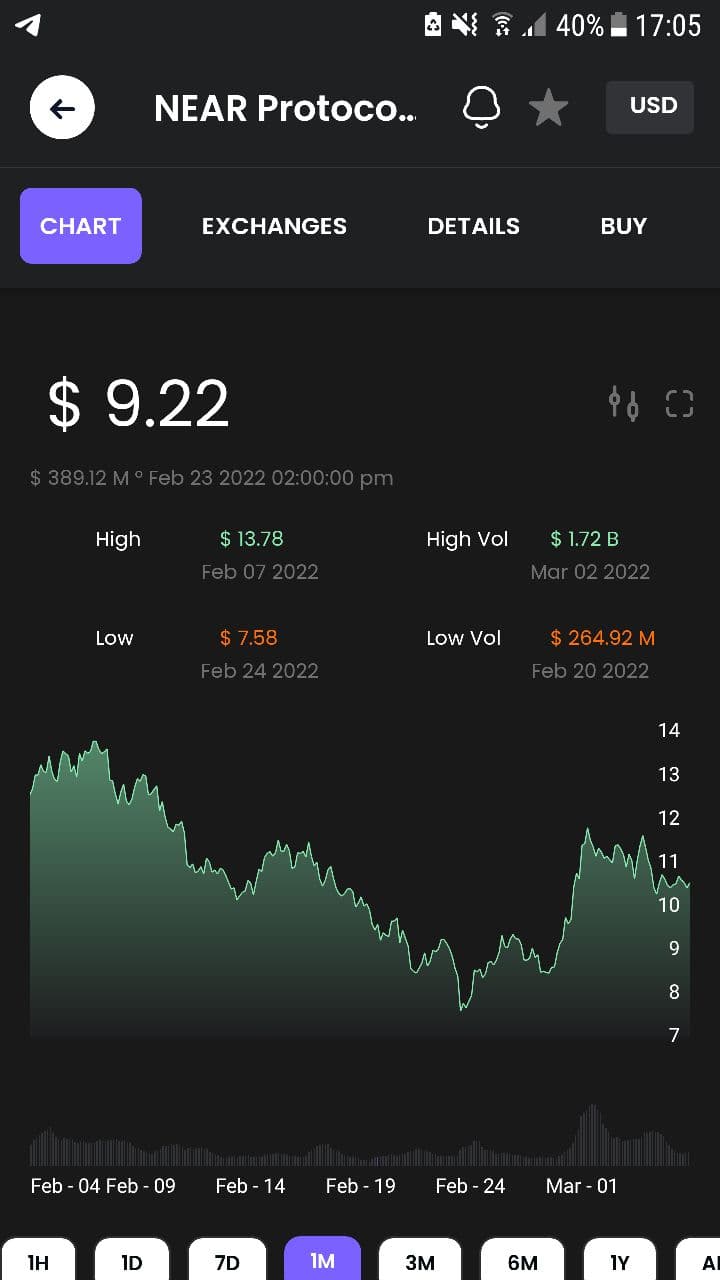 40% 17:05
NEAR Protoco... USD
CHART EXCHANGES DETAILS BUY
$ 9.22
$ 389.12 M ° Feb 23 2022 02:00:00 pm
High $ 13.78 High Vol $ 1.72 B
Feb 07 2022 Mar 02 2022
Low $ 7.58 Low Vol $ 264.92 M
Feb 24 2022 Feb 20 2022
14
13
12
11
10
9
8
7
Feb - 04 Feb - 09 Feb - 14 Feb - 19 Feb - 24 Mar - 01
1H 1D 7D 1M 3M 6M 1Y